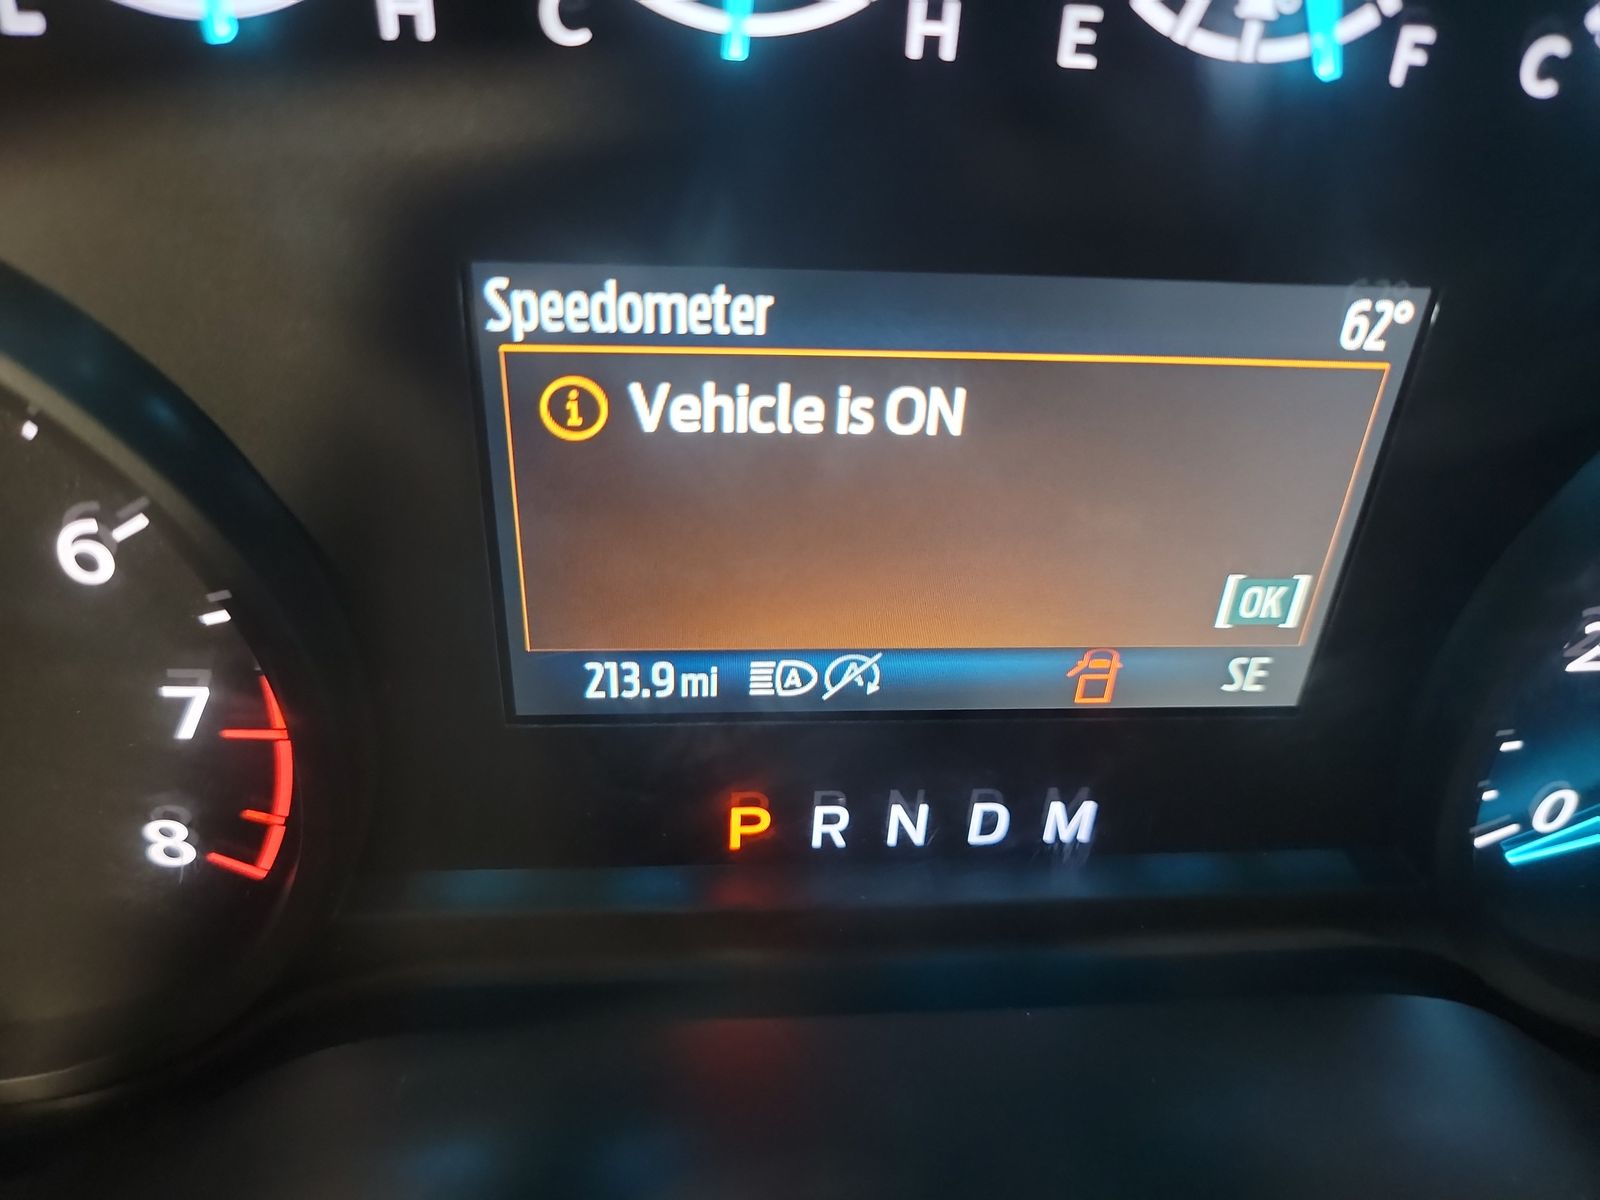 L H C H E F C
Speedometer 62°
i Vehicle is ON
[OK]
213.9 mi A A SE
6
7
8
P R N D M
2
0